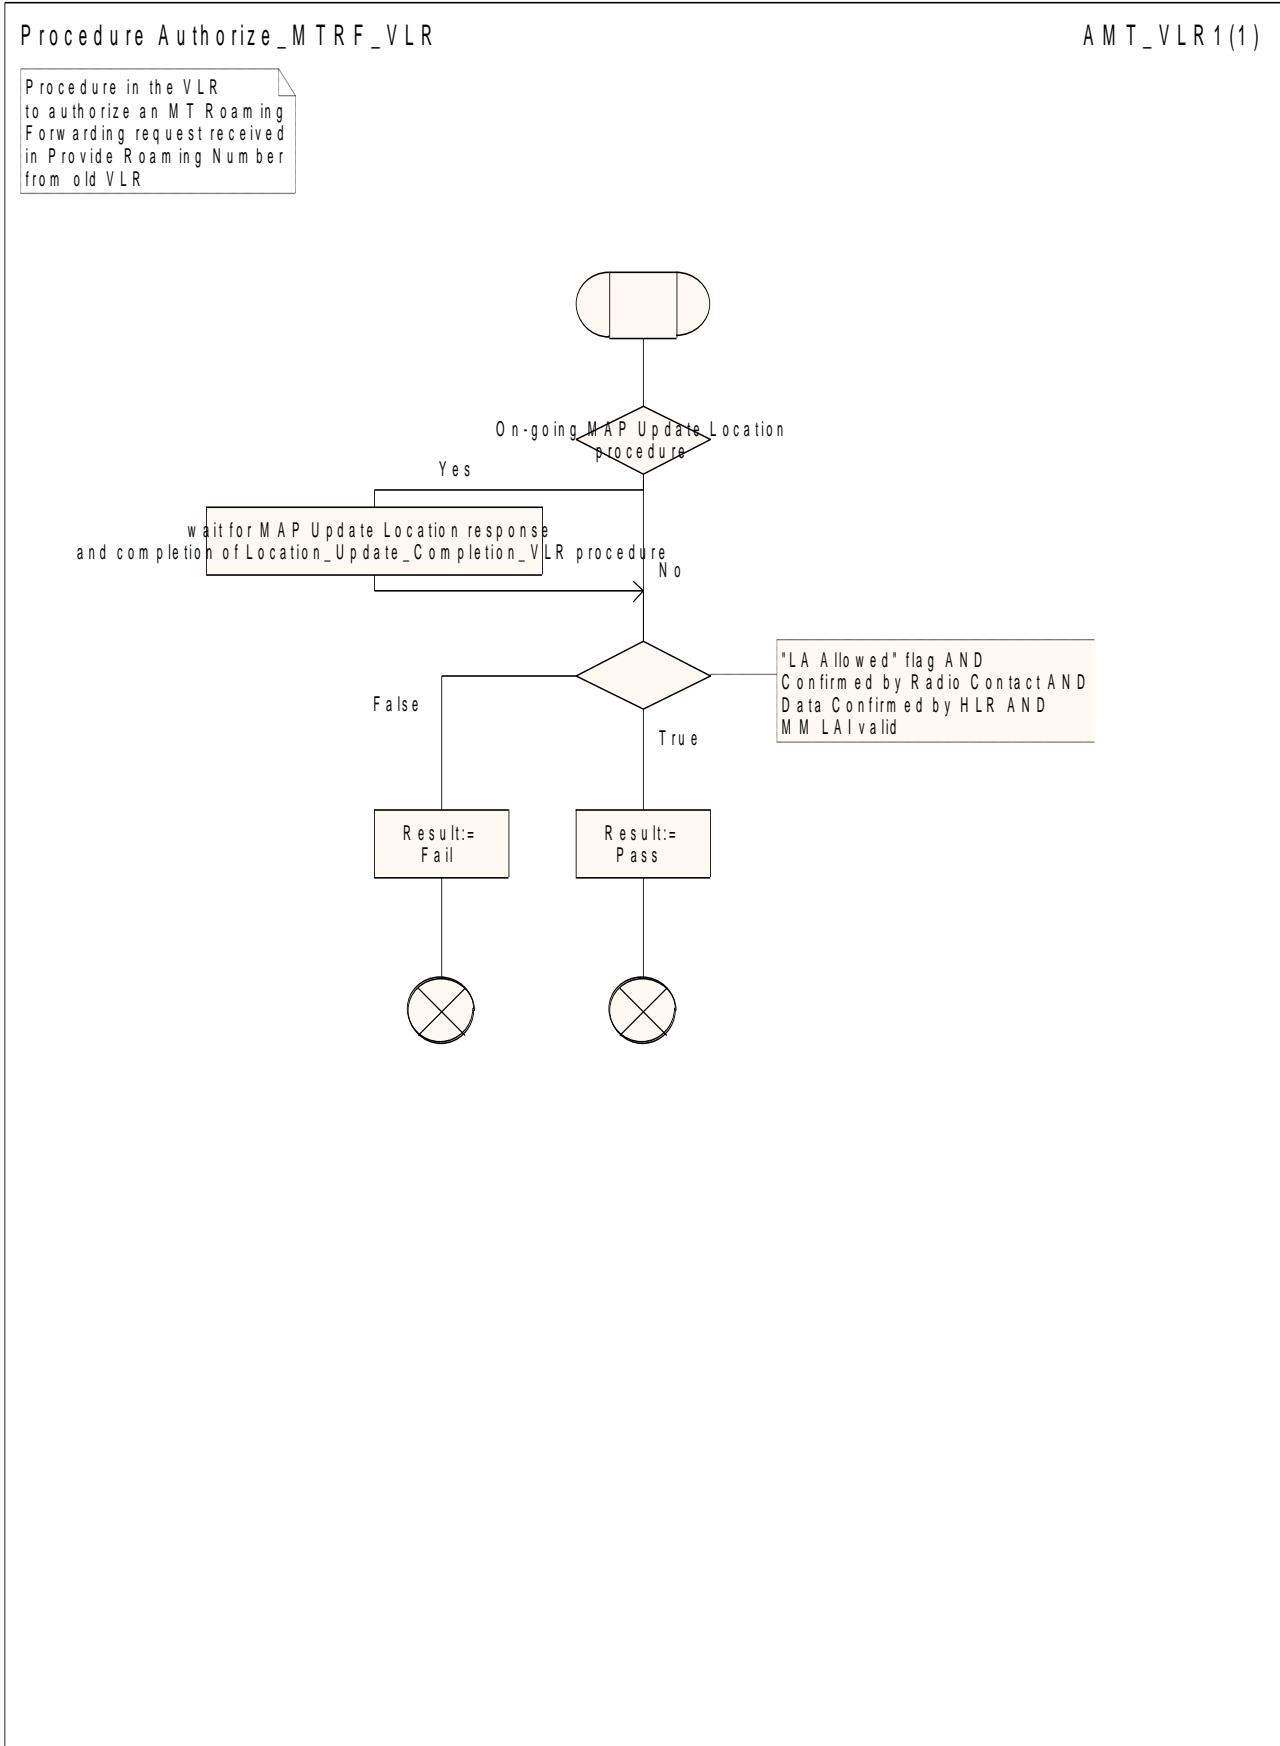 Procedure Authorize_MTRF_VLR
AMT_VLR1(1)
Procedure in the VLR
to authorize an MT Roaming
Forwarding request received
in Provide Roaming Number
from old VLR
On-going MAP Update Location
procedure
Yes
wait for MAP Update Location response
and completion of Location_Update_Completion_VLR procedure
No
"LA Allowed" flag AND
Confirmed by Radio Contact AND
Data Confirmed by HLR AND
MM LAI valid
False
True
Result:=
Fail
Result:=
Pass